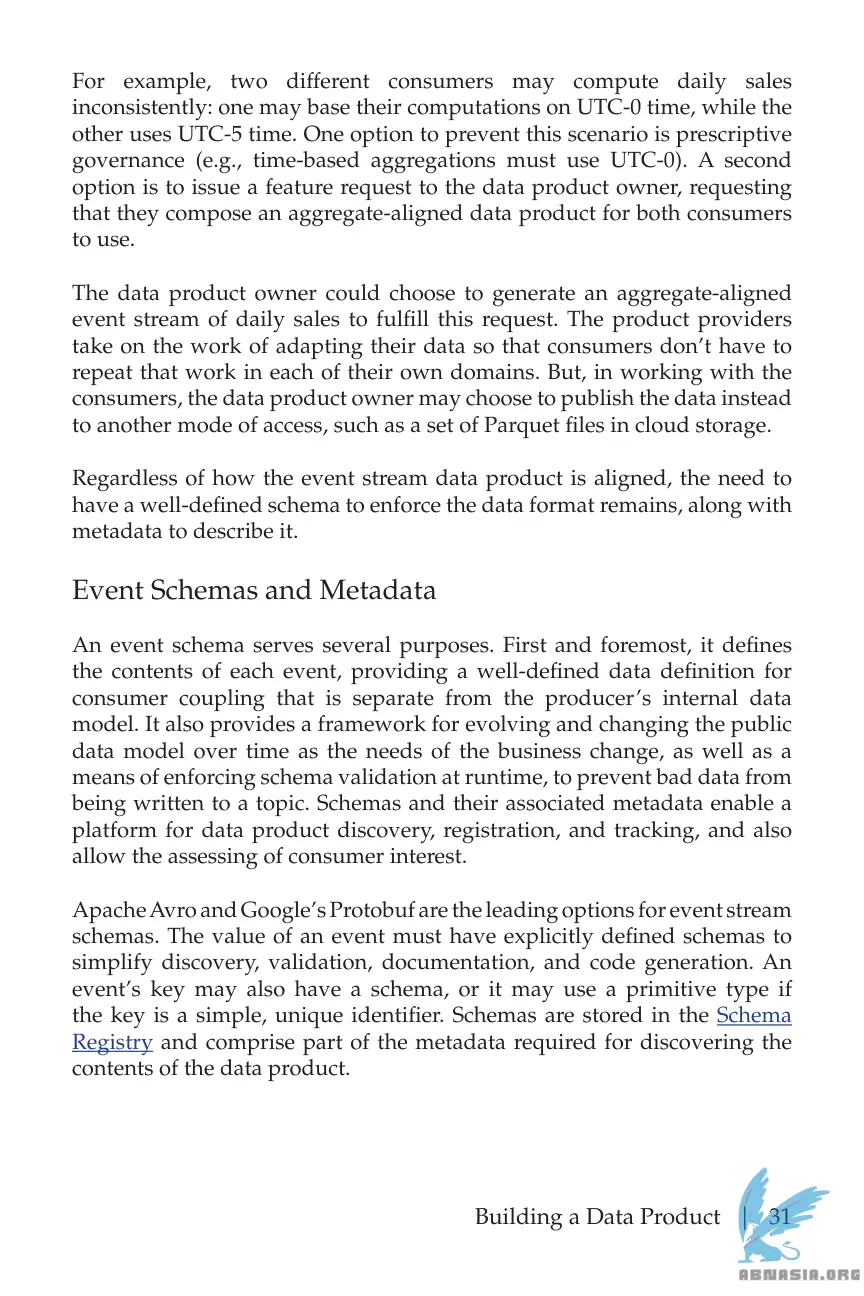 For example, two different consumers may compute daily sales
inconsistently: one may base their computations on UTC-0 time, while the
other uses UTC-5 time. One option to prevent this scenario is prescriptive
governance (e.g., time-based aggregations must use UTC-0). A second
option is to issue a feature request to the data product owner, requesting
that they compose an aggregate-aligned data product for both consumers
to use.
The data product owner could choose to generate an aggregate-aligned
event stream of daily sales to fulfill this request. The product providers
take on the work of adapting their data so that consumers don’t have to
repeat that work in each of their own domains. But, in working with the
consumers, the data product owner may choose to publish the data instead
to another mode of access, such as a set of Parquet files in cloud storage.
Regardless of how the event stream data product is aligned, the need to
have a well-defined schema to enforce the data format remains, along with
metadata to describe it.
Event Schemas and Metadata
An event schema serves several purposes. First and foremost, it defines
the contents of each event, providing a well-defined data definition for
consumer coupling that is separate from the producer’s internal data
model. It also provides a framework for evolving and changing the public
data model over time as the needs of the business change, as well as a
means of enforcing schema validation at runtime, to prevent bad data from
being written to a topic. Schemas and their associated metadata enable a
platform for data product discovery, registration, and tracking, and also
allow the assessing of consumer interest.
Apache Avro and Google’s Protobuf are the leading options for event stream
schemas. The value of an event must have explicitly defined schemas to
simplify discovery, validation, documentation, and code generation. An
event’s key may also have a schema, or it may use a primitive type if
the key is a simple, unique identifier. Schemas are stored in the Schema
Registry and comprise part of the metadata required for discovering the
contents of the data product.
Building a Data Product | 31
ABNASIA.ORG